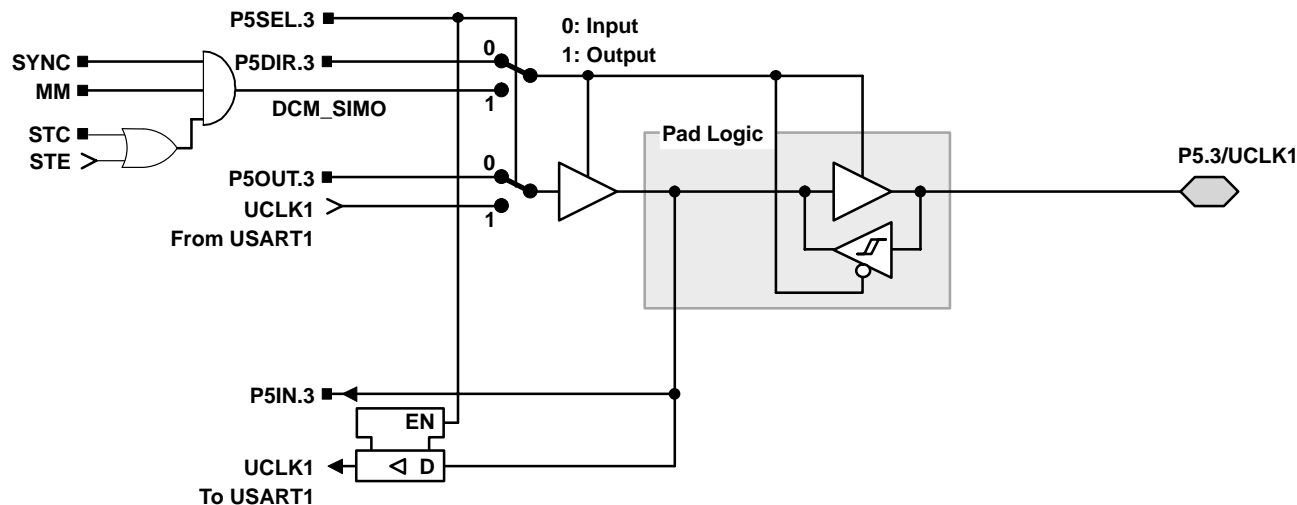 P5SEL.3
0: Input
1: Output
SYNC
MM
STC
STE
P5DIR.3
0
1
DCM_SIMO
P5OUT.3
0
UCLK1
1
From USART1
Pad Logic
P5.3/UCLK1
P5IN.3
EN
UCLK1
D
To USART1